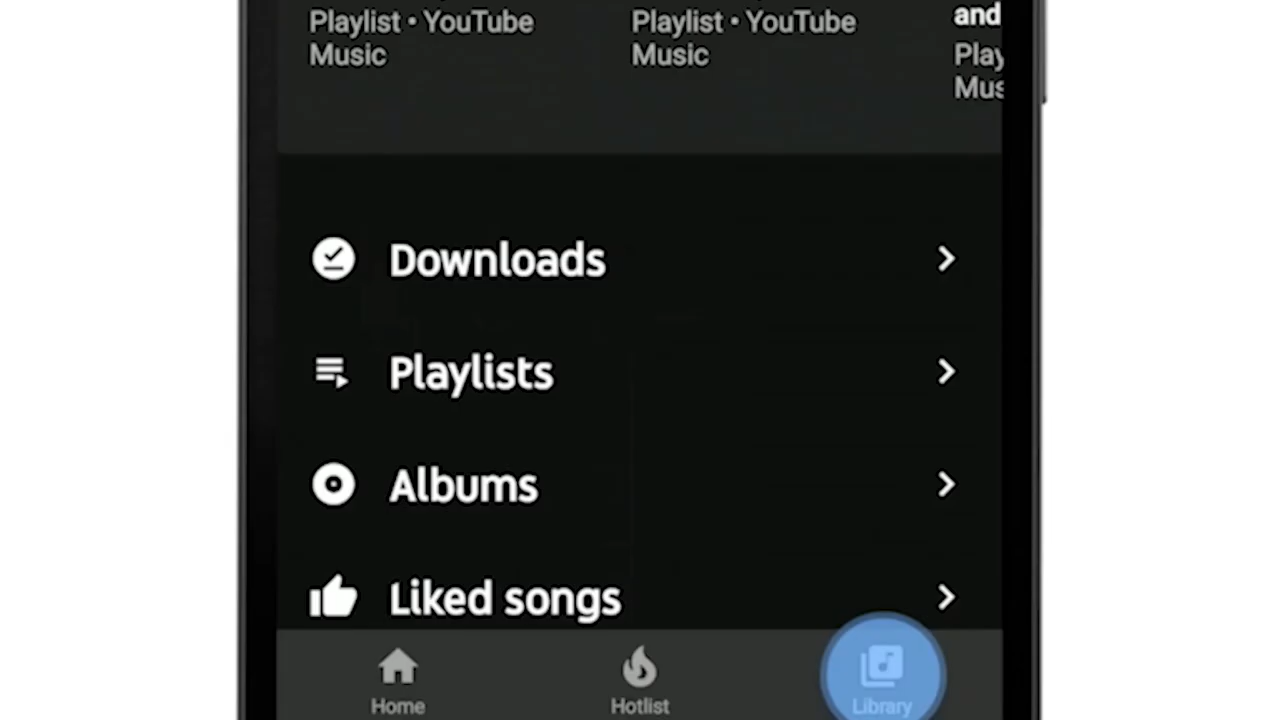 Playlist • YouTube
Music
Playlist • YouTube
Music
and
Downloads
Playlists
Albums
Liked songs
Home
Hotlist
Library